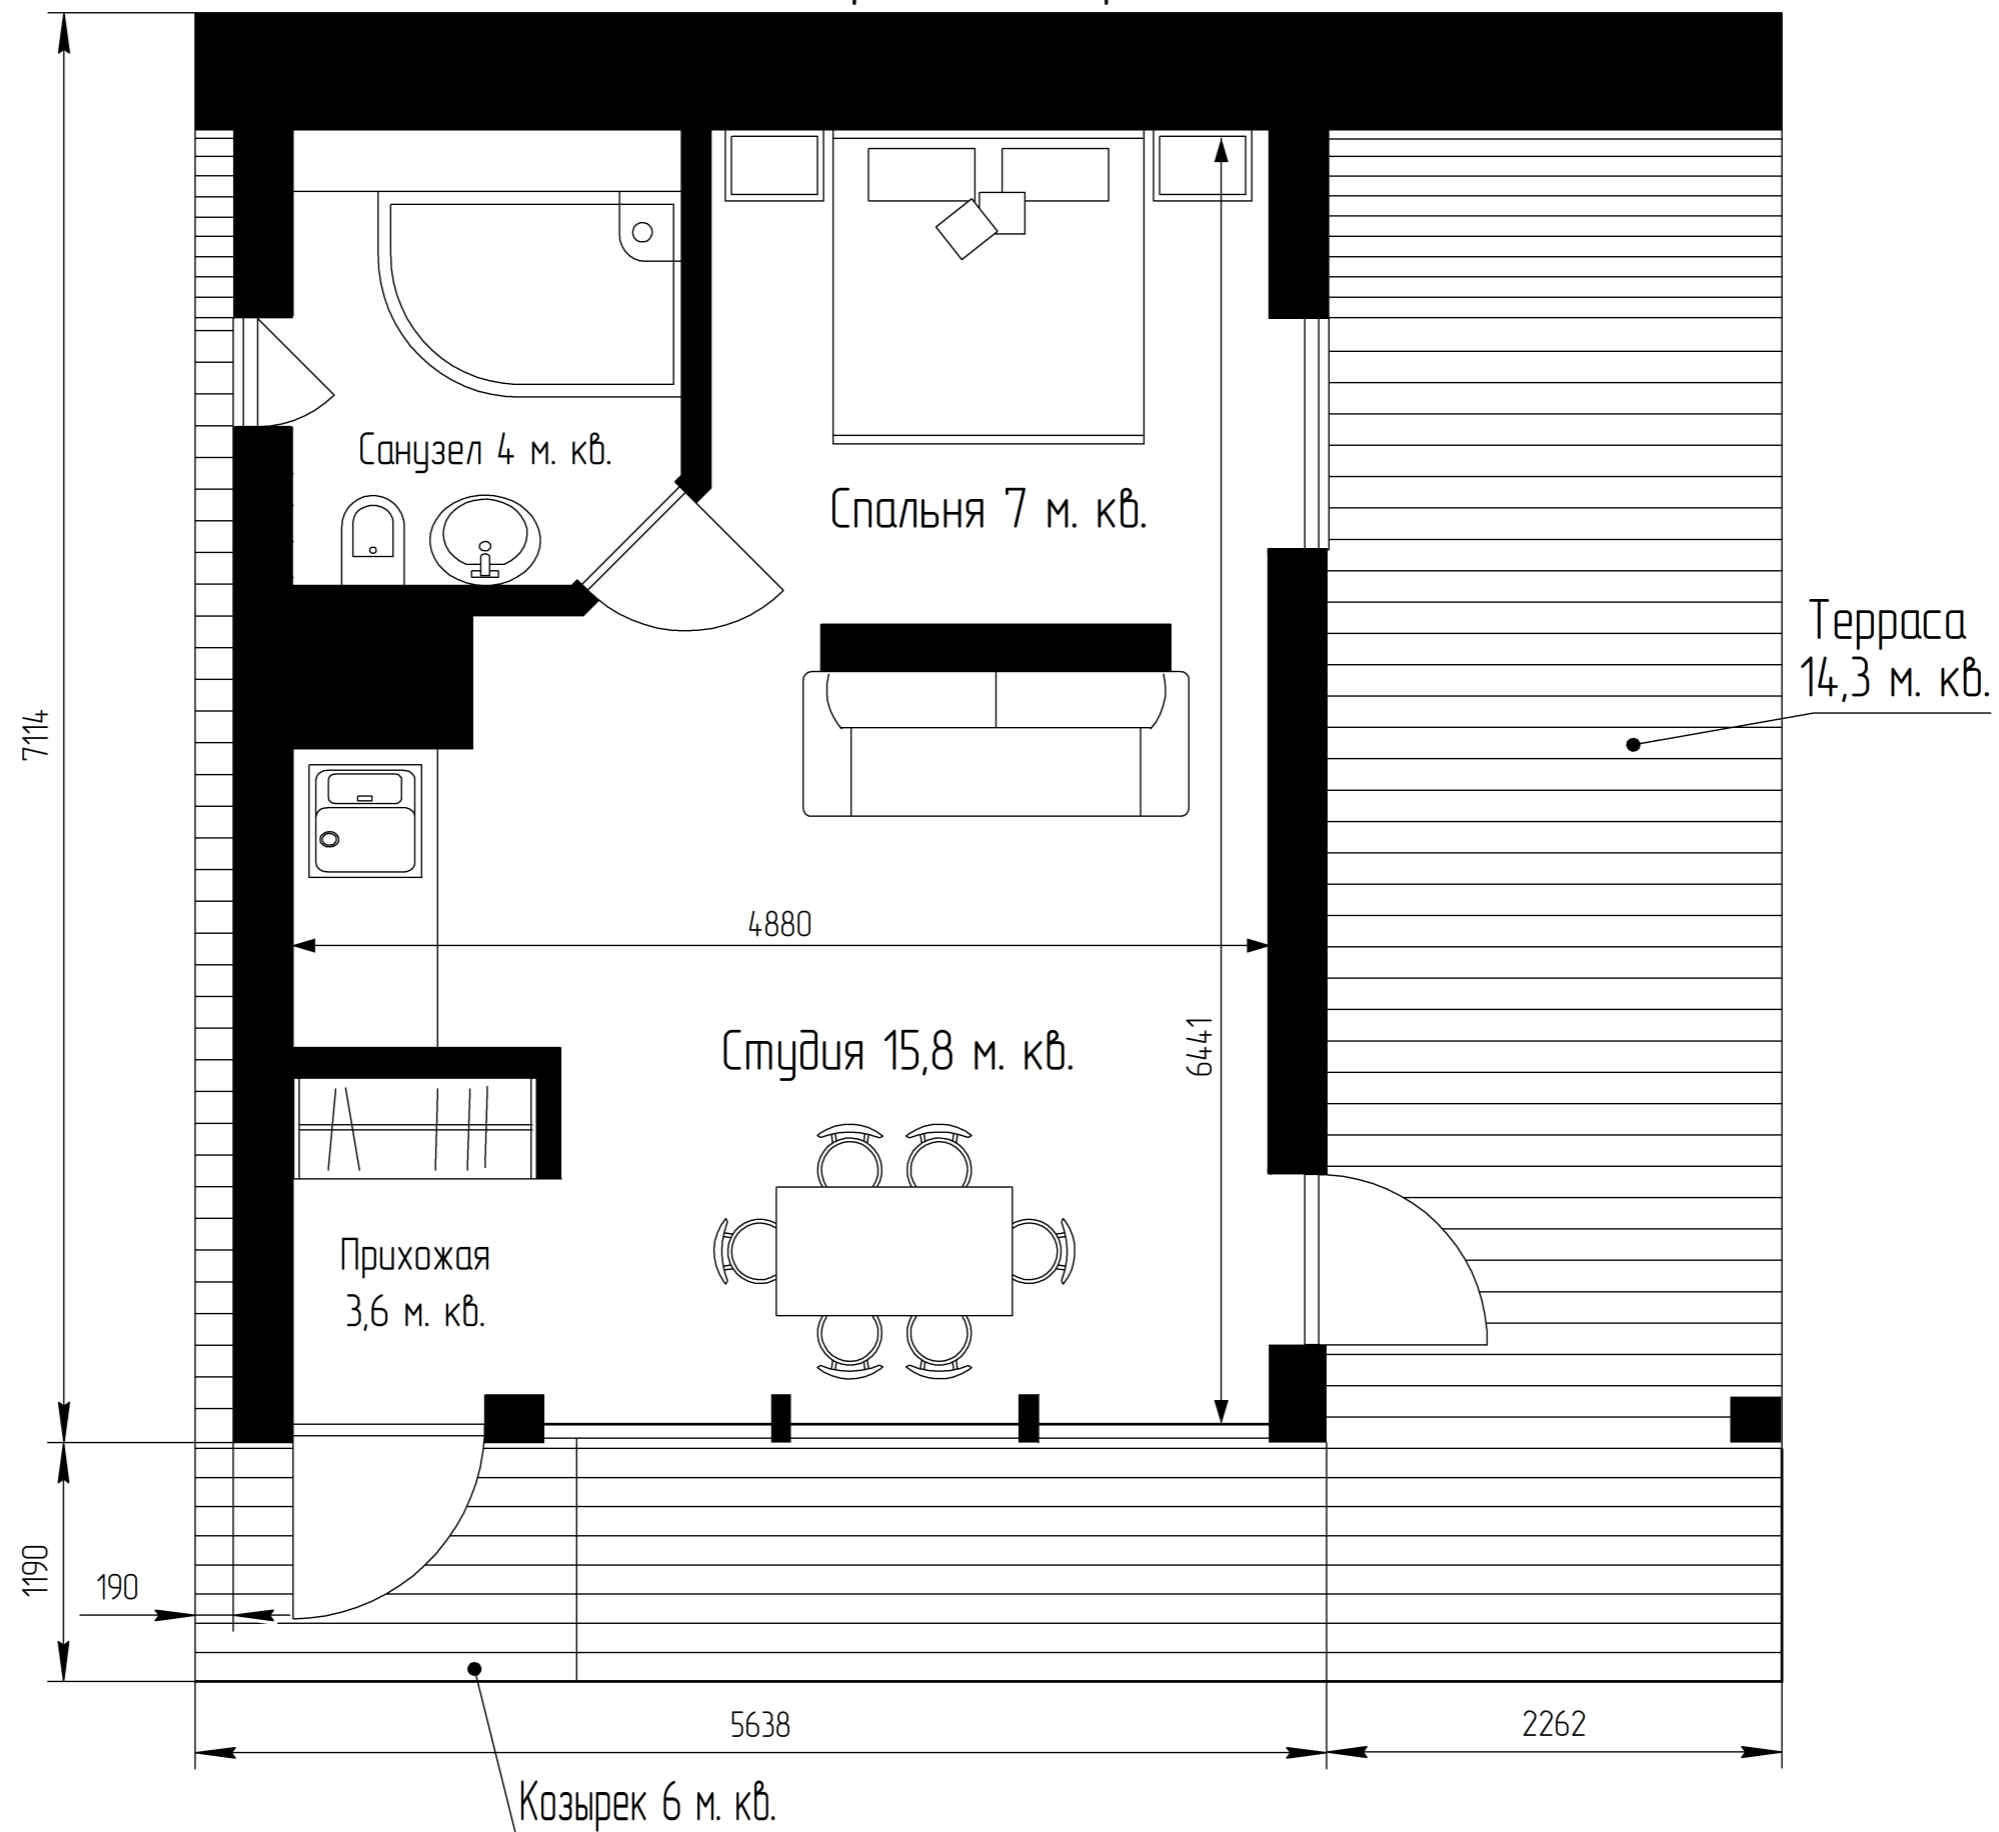 Санузел 4 м. кв.
Спальня 7 м. кв.
Терраса
14,3 м. кв.
7114
4880
Студия 15,8 м. кв.
6441
Прихожая
3,6 м. кв.
1190
190
5638
2262
Козырек 6 м. кв.